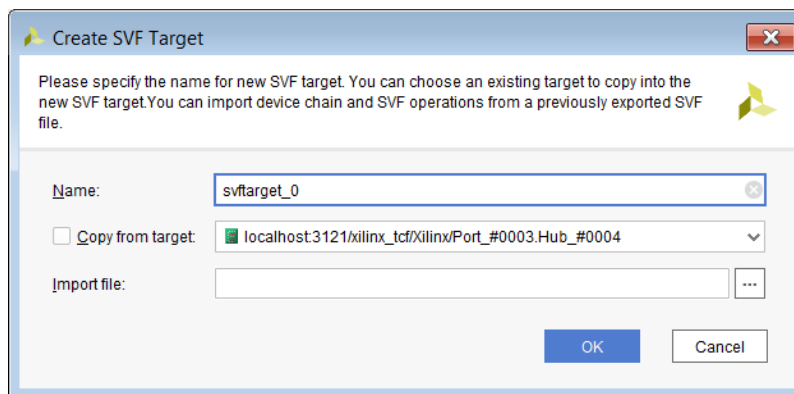 Create SVF Target
Please specify the name for new SVF target. You can choose an existing target to copy into the
new SVF target.You can import device chain and SVF operations from a previously exported SVF
file.
Name: svftarget_0
Copy from target: localhost:3121/xilinx_tcf/Xilinx/Port_#0003.Hub_#0004
Import file: ...
OK Cancel